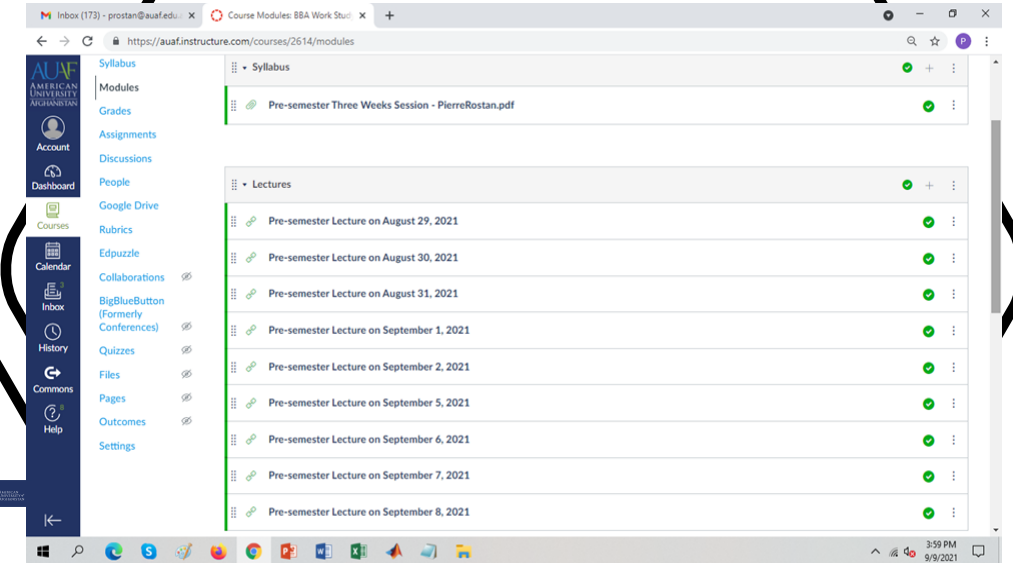 Inbox (173) - prostan@auaf.edu.
Course Modules: BBA Work Stud
https://auaf.instructure.com/courses/2614/modules
P
AUAF
AMERICAN
UNIVERSITY
AFGHANISTAN
Account
Dashboard
Courses
Calendar
3
Inbox
History
Commons
8
Help
Syllabus
Modules
Grades
Assignments
Discussions
People
Google Drive
Rubrics
Edpuzzle
Collaborations
BigBlueButton
(Formerly
Conferences)
Quizzes
Files
Pages
Outcomes
Settings
Syllabus
Pre-semester Three Weeks Session - PierreRostan.pdf
Lectures
Pre-semester Lecture on August 29, 2021
Pre-semester Lecture on August 30, 2021
Pre-semester Lecture on August 31, 2021
Pre-semester Lecture on September 1, 2021
Pre-semester Lecture on September 2, 2021
Pre-semester Lecture on September 5, 2021
Pre-semester Lecture on September 6, 2021
Pre-semester Lecture on September 7, 2021
Pre-semester Lecture on September 8, 2021
3:59 PM
9/9/2021